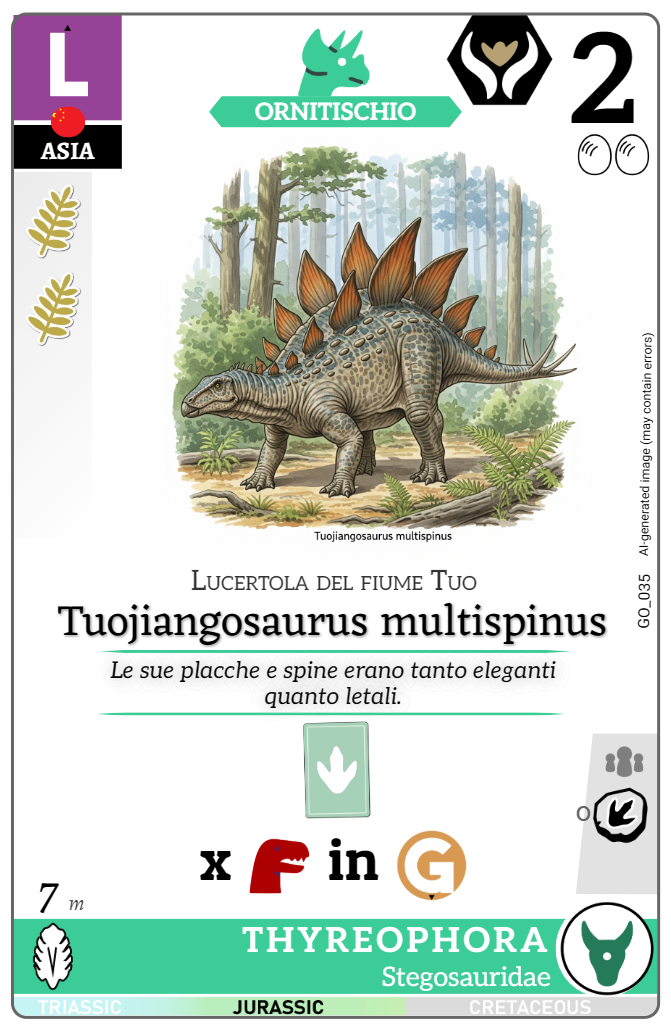 L
ASIA
ORNITISCHIO
2
Tuojiangosaurus multispinus
AI-generated image (may contain errors)
GO_035
Lucertola del fiume Tuo
Tuojiangosaurus multispinus
Le sue placche e spine erano tanto eleganti
quanto letali.
O
x in G
7 m
V
THYREOPHORA
Stegosauridae
TRIASSIC JURASSIC CRETACEOUS